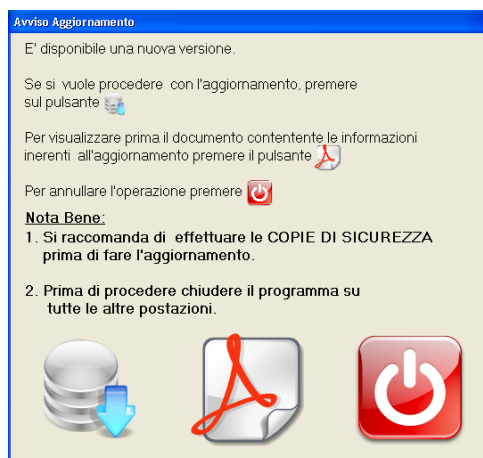 Avviso Aggiornamento
E' disponibile una nuova versione.
Se si vuole procedere con l'aggiornamento, premere
sul pulsante
Per visualizzare prima il documento contentente le informazioni
inerenti all'aggiornamento premere il pulsante
Per annullare l'operazione premere
Nota Bene:
1. Si raccomanda di effettuare le COPIE DI SICUREZZA
prima di fare l'aggiornamento.
2. Prima di procedere chiudere il programma su
tutte le altre postazioni.